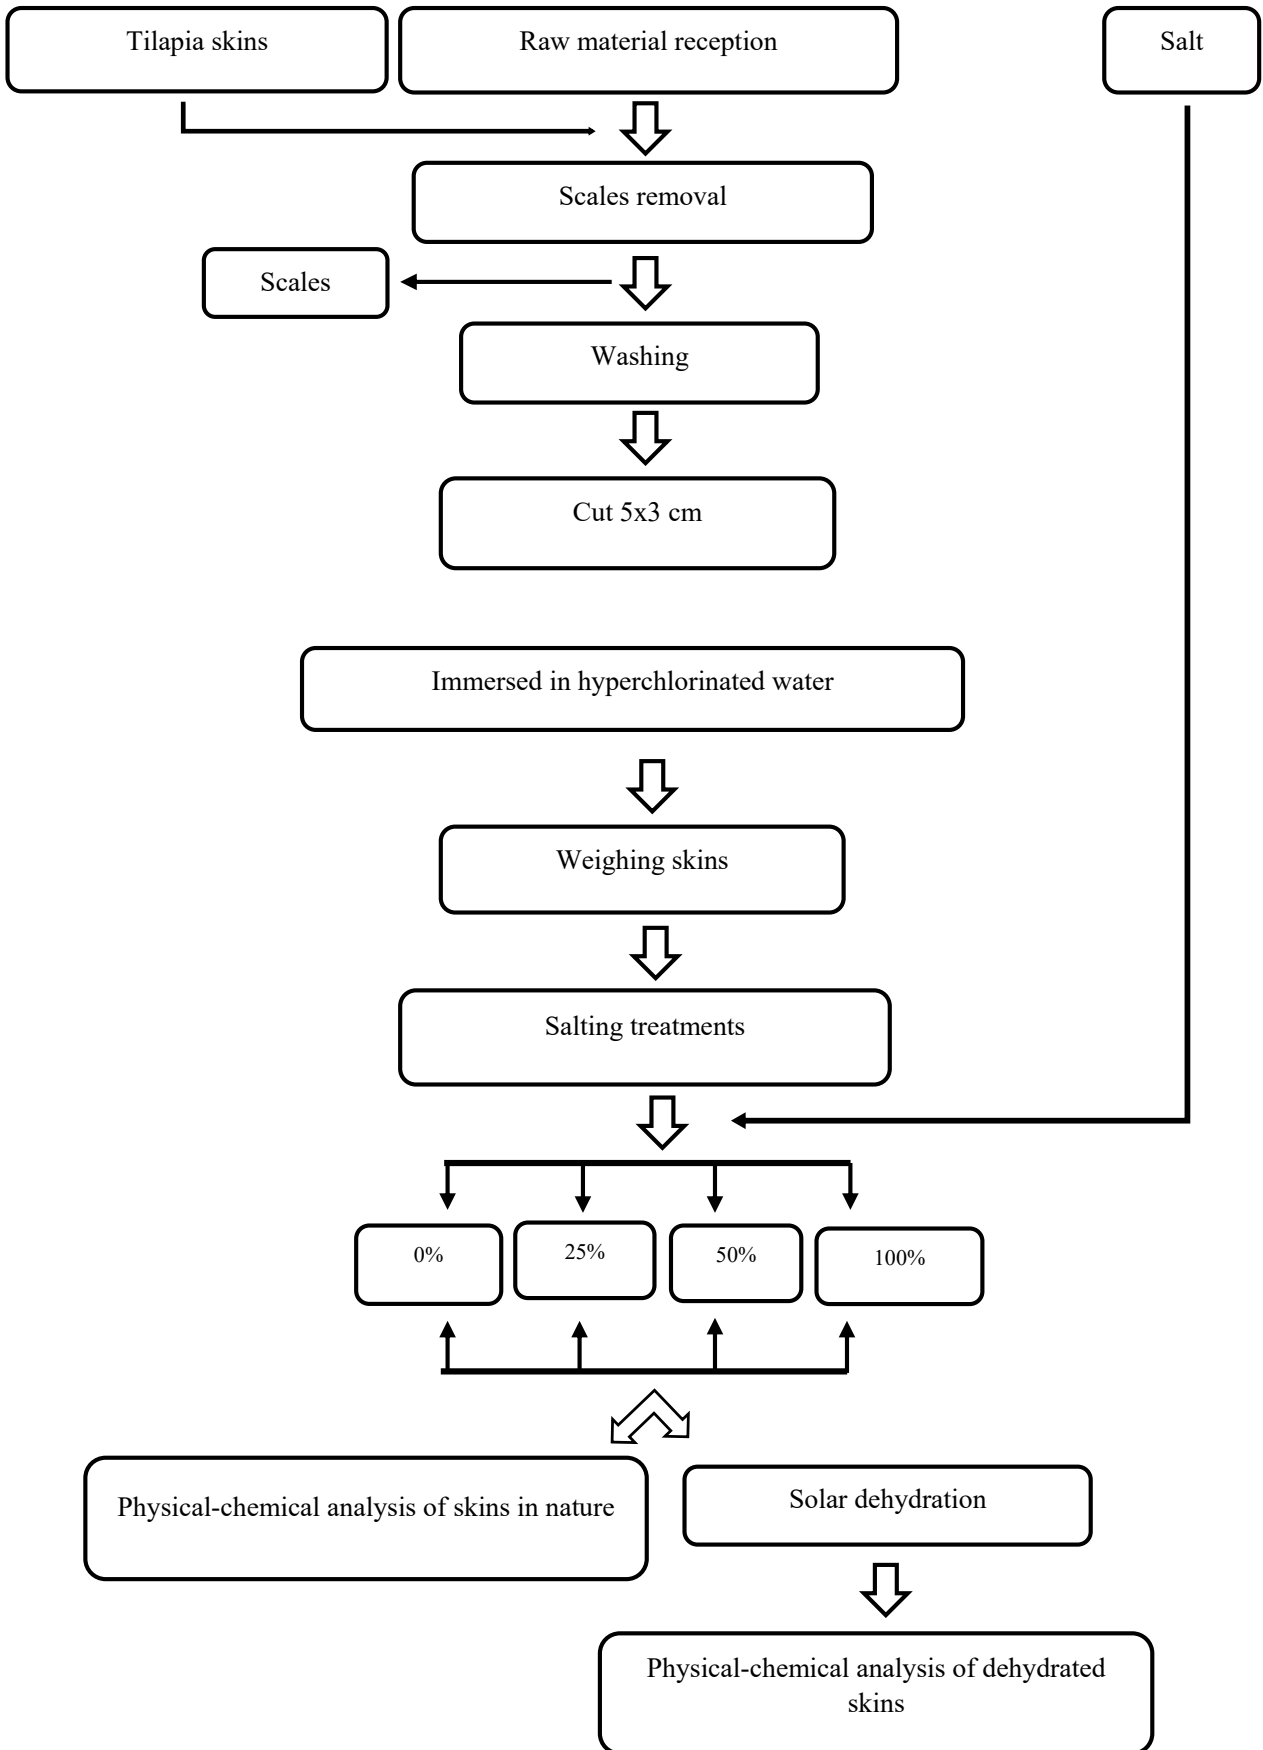 Tilapia skins
Raw material reception
Salt
Scales removal
Scales
Washing
Cut 5x3 cm
Immersed in hyperchlorinated water
Weighing skins
Salting treatments
0%
25%
50%
100%
Physical-chemical analysis of skins in nature
Solar dehydration
Physical-chemical analysis of dehydrated
skins